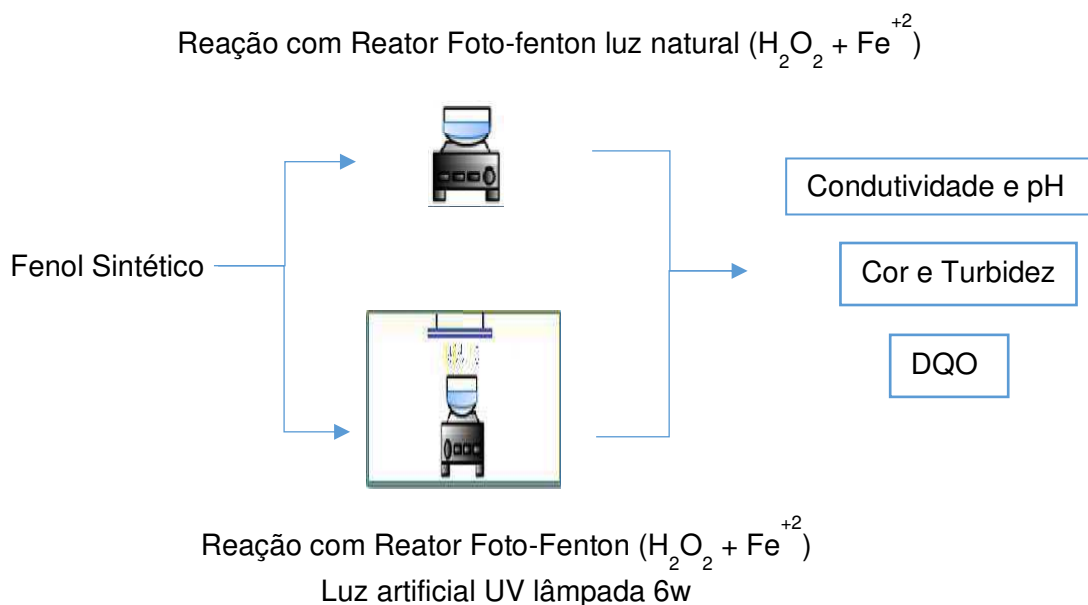 Reação com Reator Foto-fenton luz natural (H₂O₂ + Fe⁺²)
Condutividade e pH
Fenol Sintético
Cor e Turbidez
DQO
Reação com Reator Foto-Fenton (H₂O₂ + Fe⁺²)
Luz artificial UV lâmpada 6w